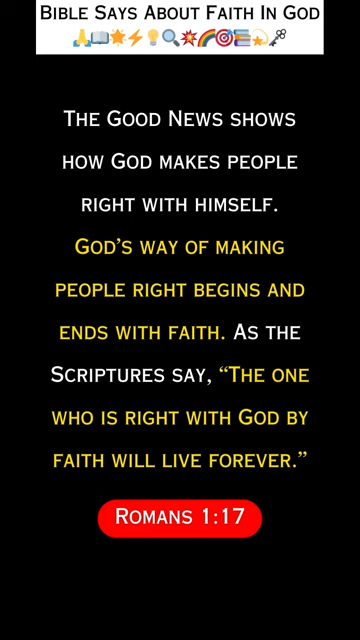 Bible Says About Faith In God
🙏📖🌟⚡💡🔍💥🌈🎯📚💫🗝
The Good News shows
how God makes people
right with himself.
God’s way of making
people right begins and
ends with faith. As the
Scriptures say, “The one
who is right with God by
faith will live forever.”
Romans 1:17